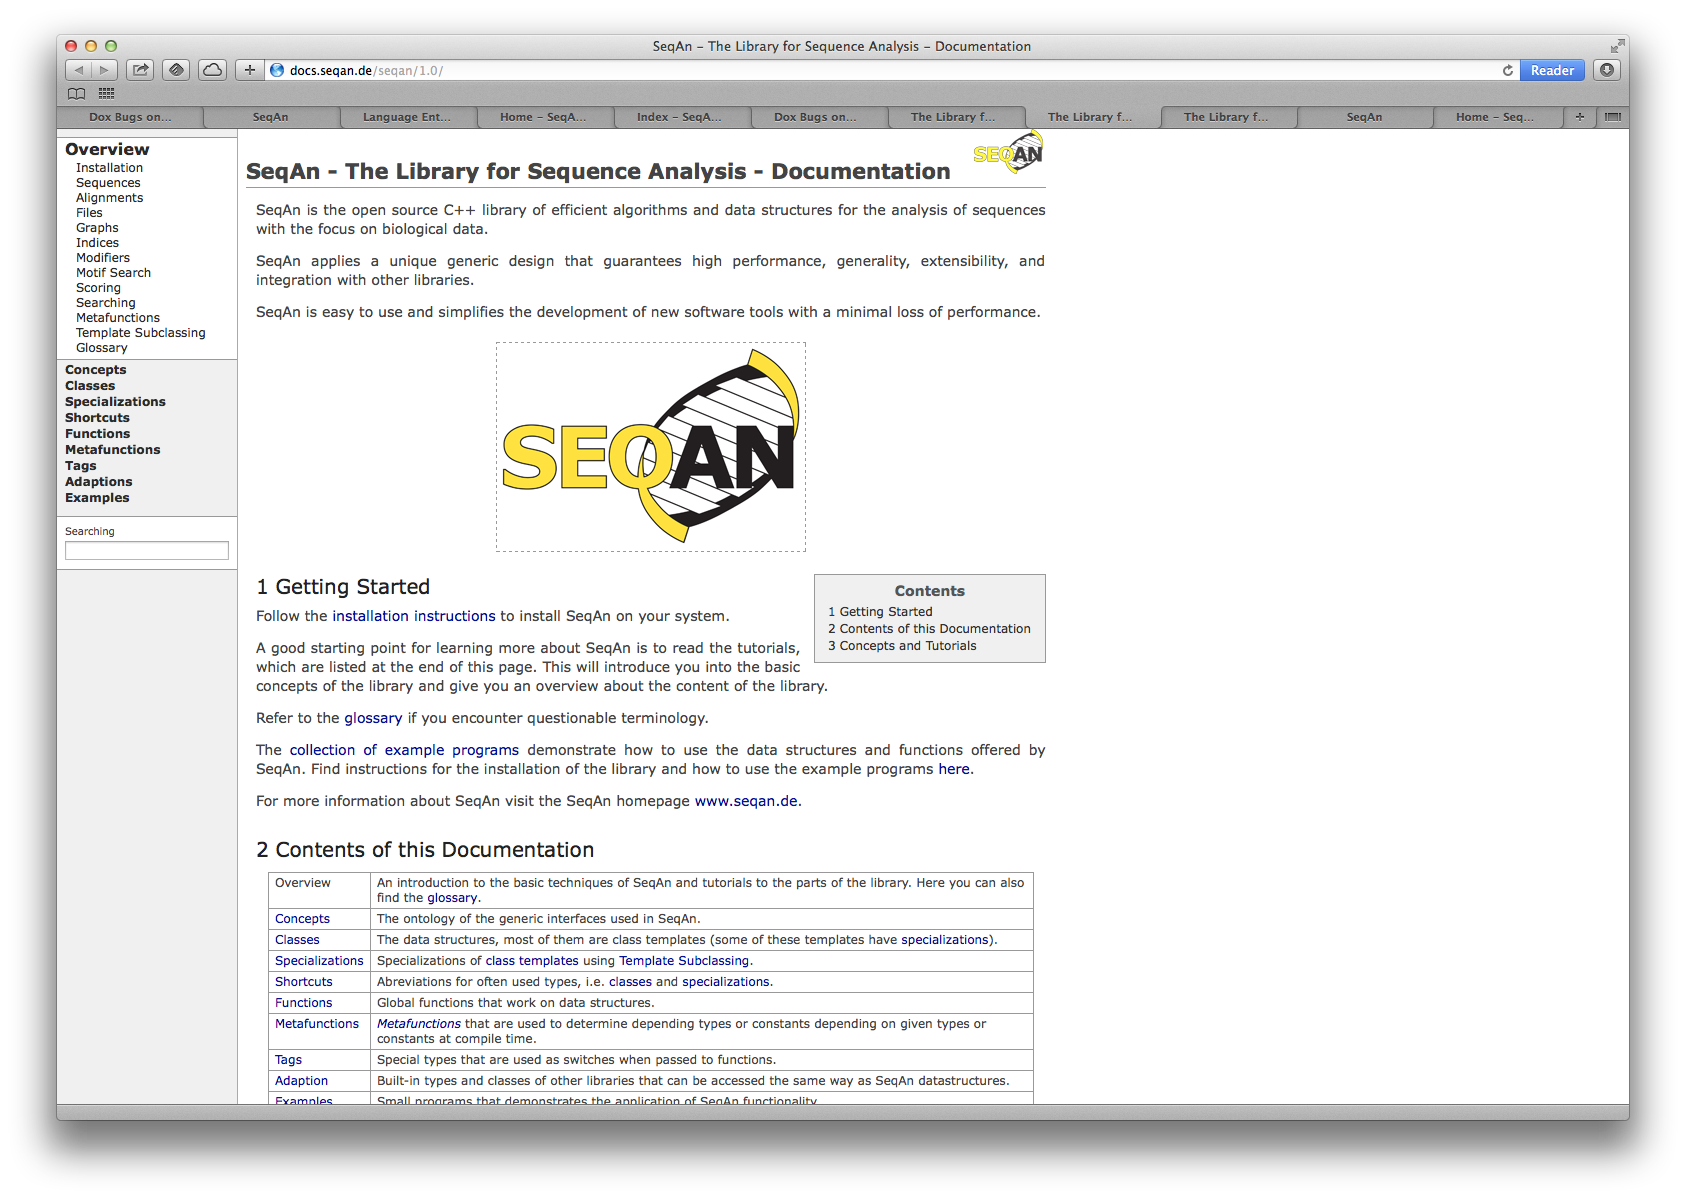 SeqAn – The Library for Sequence Analysis – Documentation
docs.seqan.de/seqan/1.0/
Reader
Dox Bugs on...
SeqAn
Language Ent...
Home – SeqA...
Index – SeqA...
Dox Bugs on...
The Library f...
The Library f...
The Library f...
SeqAn
Home – Seq...
Overview
Installation
Sequences
Alignments
Files
Graphs
Indices
Modifiers
Motif Search
Scoring
Searching
Metafunctions
Template Subclassing
Glossary
Concepts
Classes
Specializations
Shortcuts
Functions
Metafunctions
Tags
Adaptions
Examples
Searching
SEQAN
SeqAn - The Library for Sequence Analysis - Documentation
SeqAn is the open source C++ library of efficient algorithms and data structures for the analysis of sequences
with the focus on biological data.
SeqAn applies a unique generic design that guarantees high performance, generality, extensibility, and
integration with other libraries.
SeqAn is easy to use and simplifies the development of new software tools with a minimal loss of performance.
SEQAN
1 Getting Started
Follow the installation instructions to install SeqAn on your system.
A good starting point for learning more about SeqAn is to read the tutorials,
which are listed at the end of this page. This will introduce you into the basic
concepts of the library and give you an overview about the content of the library.
Contents
1 Getting Started
2 Contents of this Documentation
3 Concepts and Tutorials
Refer to the glossary if you encounter questionable terminology.
The collection of example programs demonstrate how to use the data structures and functions offered by
SeqAn. Find instructions for the installation of the library and how to use the example programs here.
For more information about SeqAn visit the SeqAn homepage www.seqan.de.
2 Contents of this Documentation
Overview An introduction to the basic techniques of SeqAn and tutorials to the parts of the library. Here you can also
find the glossary.
Concepts The ontology of the generic interfaces used in SeqAn.
Classes The data structures, most of them are class templates (some of these templates have specializations).
Specializations Specializations of class templates using Template Subclassing.
Shortcuts Abreviations for often used types, i.e. classes and specializations.
Functions Global functions that work on data structures.
Metafunctions Metafunctions that are used to determine depending types or constants depending on given types or
constants at compile time.
Tags Special types that are used as switches when passed to functions.
Adaption Built-in types and classes of other libraries that can be accessed the same way as SeqAn datastructures.
Examples Small programs that demonstrates the application of SeqAn functionality.